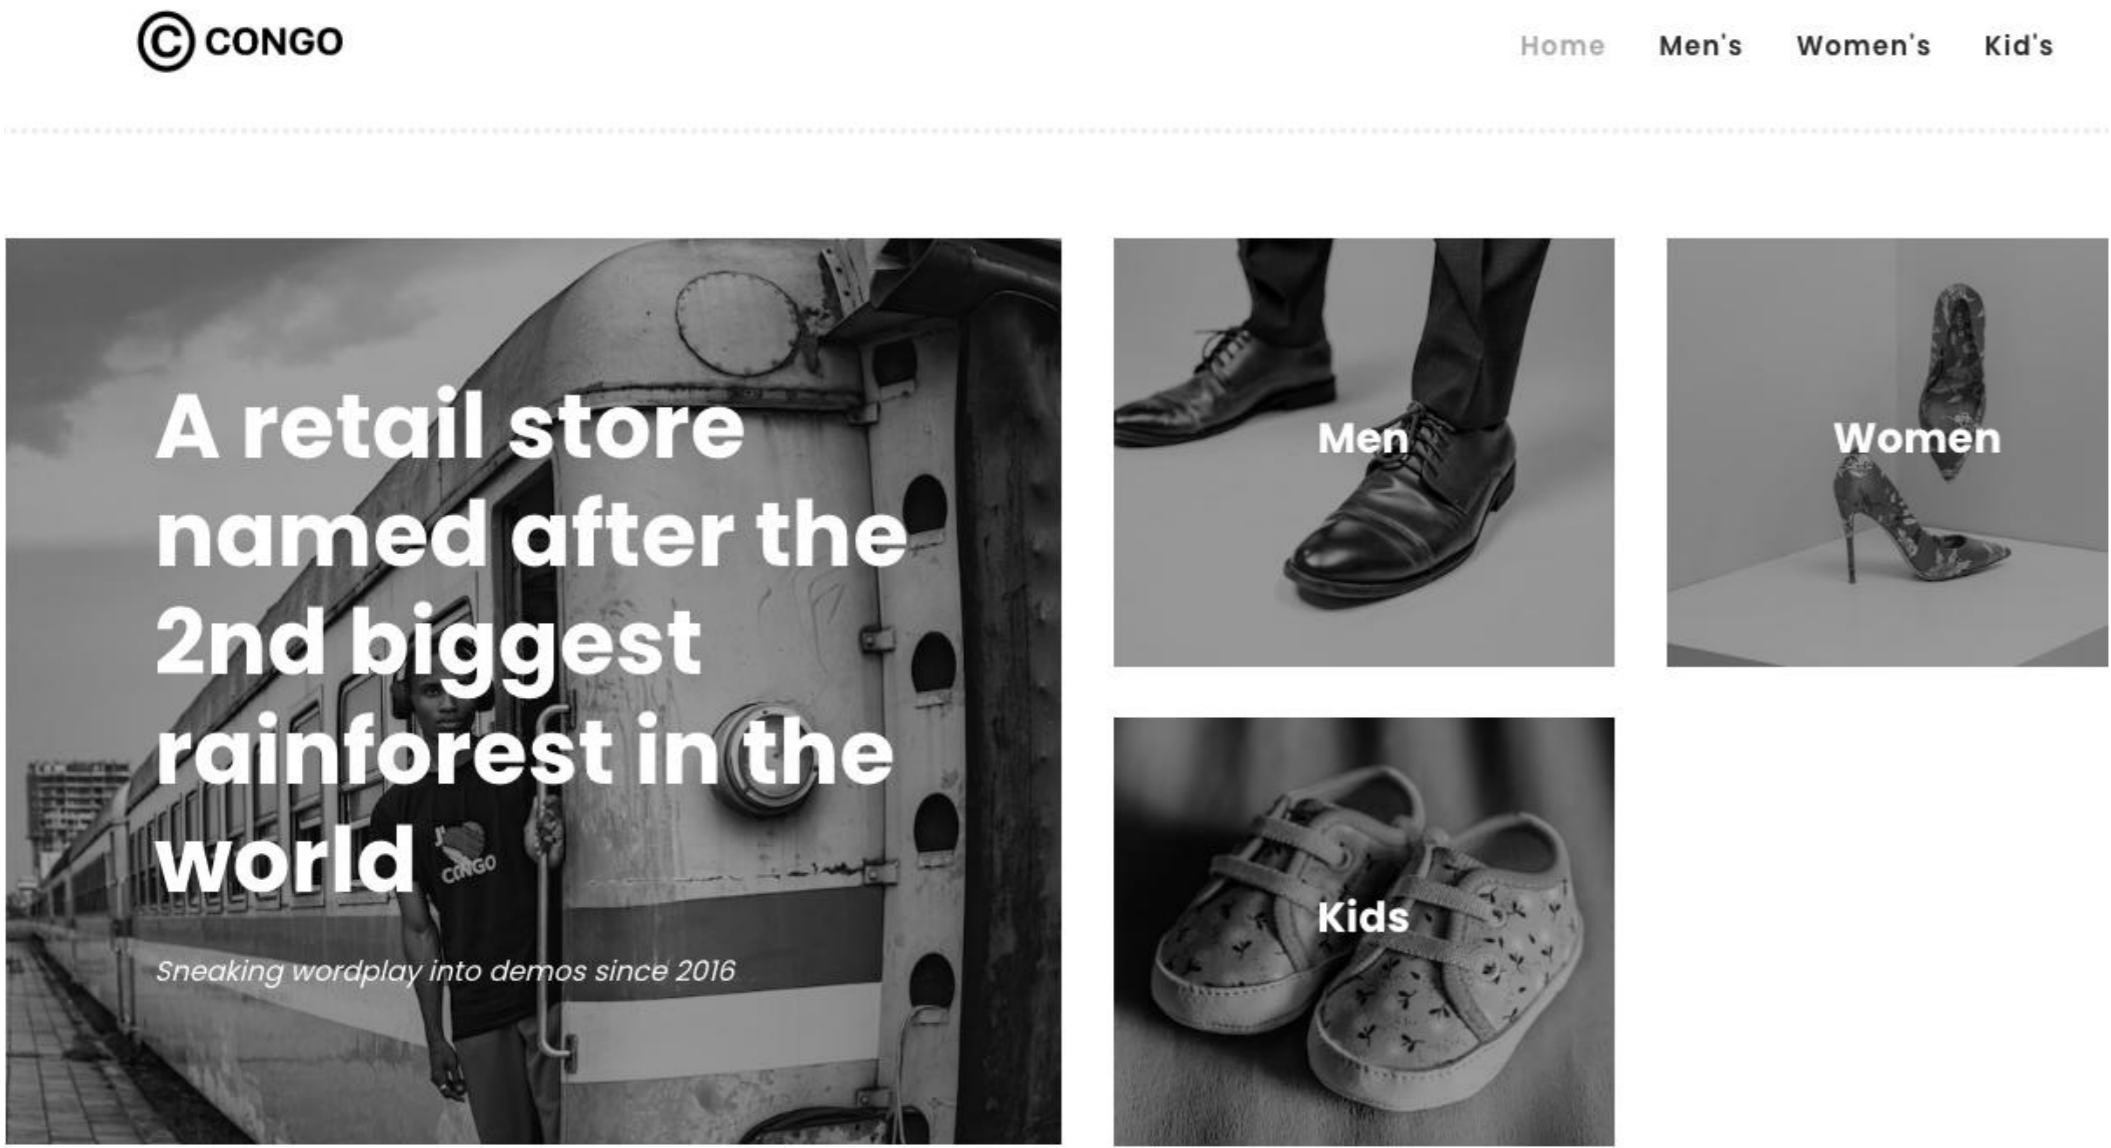 © CONGO
Home Men's Women's Kid's
A retail store
named after the
2nd biggest
rainforest in the
world
Sneaking wordplay into demos since 2016
J'
CONGO
Men
Women
Kids